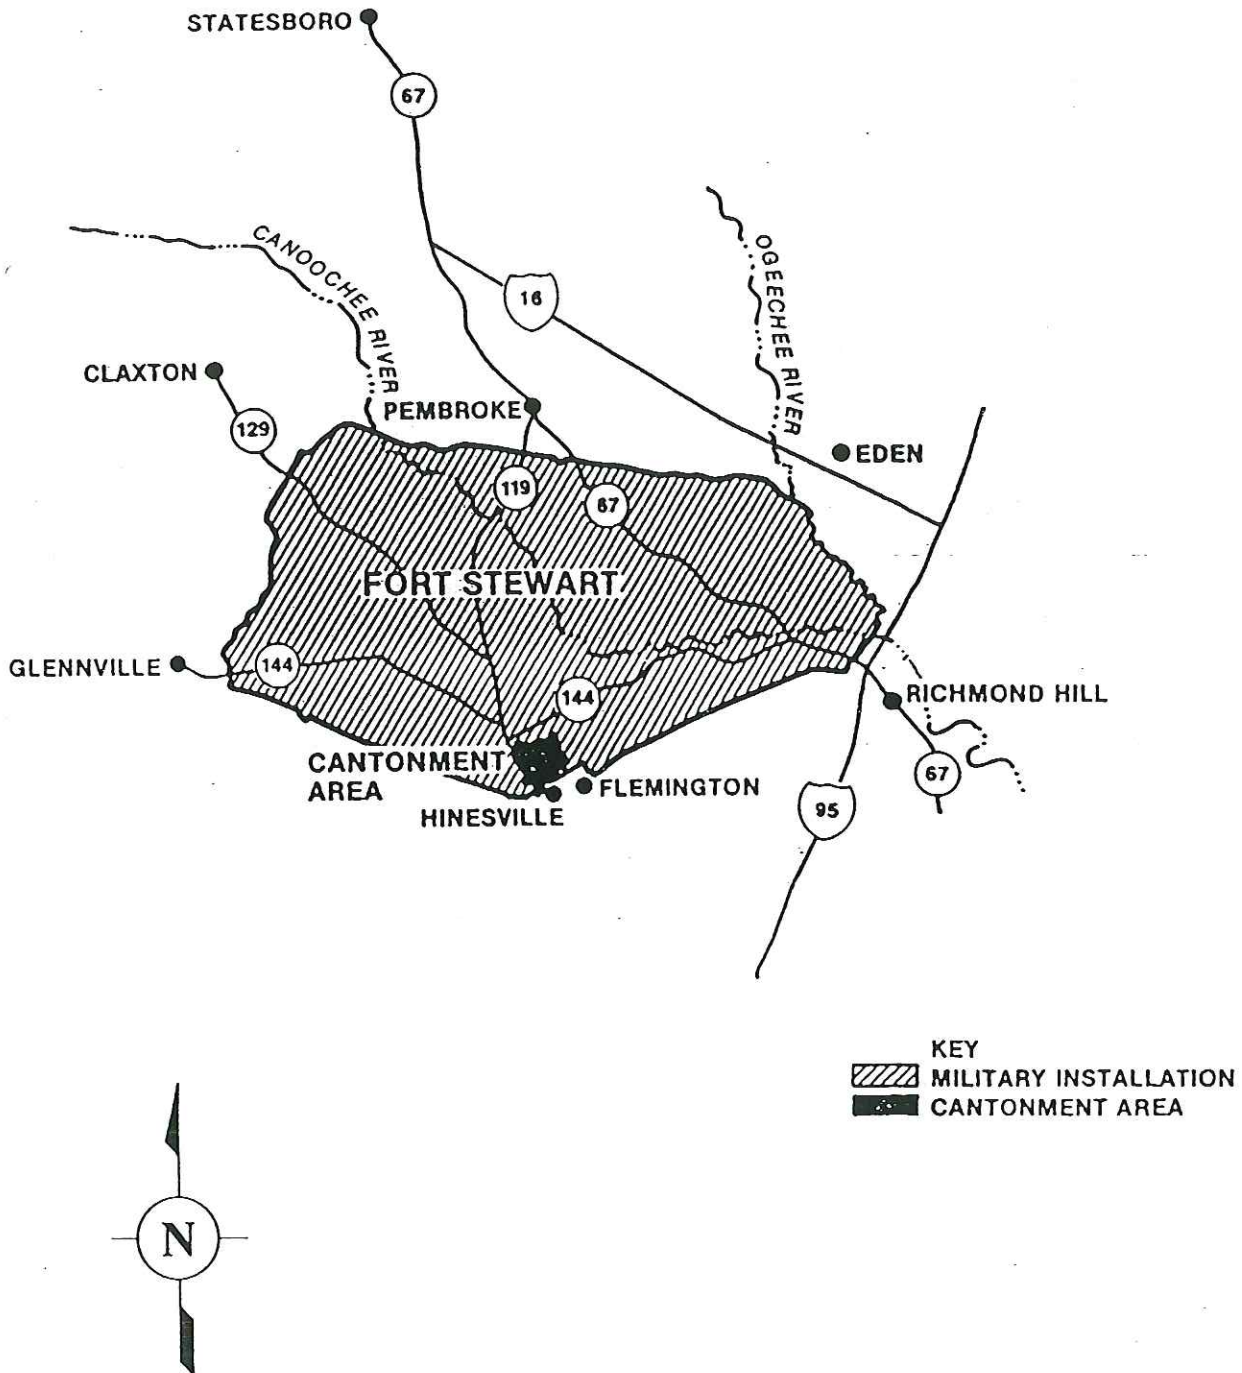 STATESBORO
67
CANOOCHEE RIVER
OGEECHEE RIVER
16
CLAXTON
129
PEMBROKE
EDEN
119
67
FORT STEWART
GLENNVILLE
144
144
RICHMOND HILL
CANTONMENT
AREA
FLEMINGTON
HINESVILLE
67
95
KEY
MILITARY INSTALLATION
CANTONMENT AREA
N